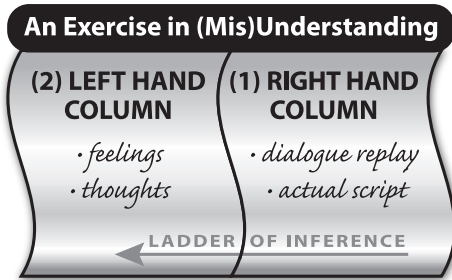 An Exercise in (Mis)Understanding
(2) LEFT HAND
COLUMN
• feelings
• thoughts
(1) RIGHT HAND
COLUMN
• dialogue replay
• actual script
LADDER OF INFERENCE